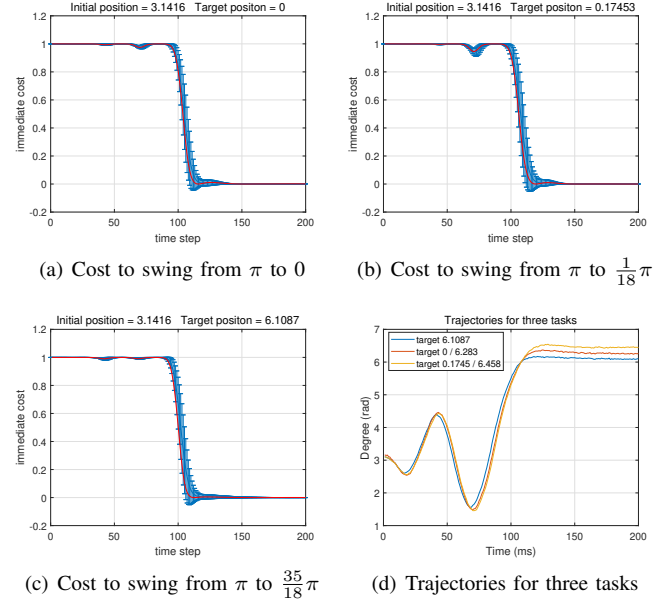 Initial position = 3.1416 Target positon = 0
1.2
1
0.8
0.6
0.4
0.2
0
-0.2
immediate cost
0 50 100 150 200
time step
(a) Cost to swing from π to 0
Initial position = 3.1416 Target positon = 0.17453
1.2
1
0.8
0.6
0.4
0.2
0
-0.2
immediate cost
0 50 100 150 200
time step
(b) Cost to swing from π to 1/18 π
Initial position = 3.1416 Target positon = 6.1087
1.2
1
0.8
0.6
0.4
0.2
0
-0.2
immediate cost
0 50 100 150 200
time step
(c) Cost to swing from π to 35/18 π
Trajectories for three tasks
7
6
5
4
3
2
1
Degree (rad)
target 6.1087
target 0 / 6.283
target 0.1745 / 6.458
0 50 100 150 200
Time (ms)
(d) Trajectories for three tasks